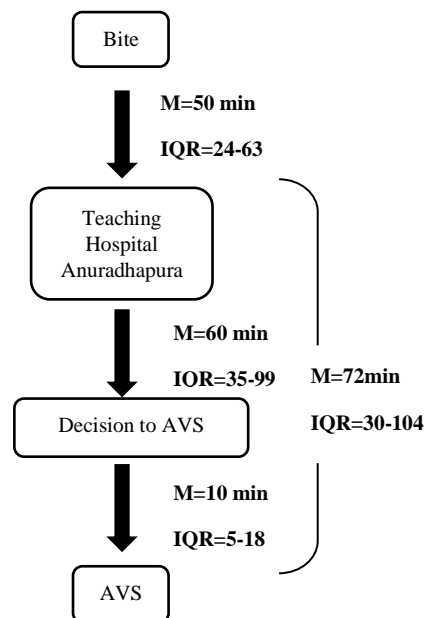 Bite
M=50 min
IQR=24-63
Teaching
Hospital
Anuradhapura
M=60 min
IOR=35-99
M=72min
IQR=30-104
Decision to AVS
M=10 min
IQR=5-18
AVS